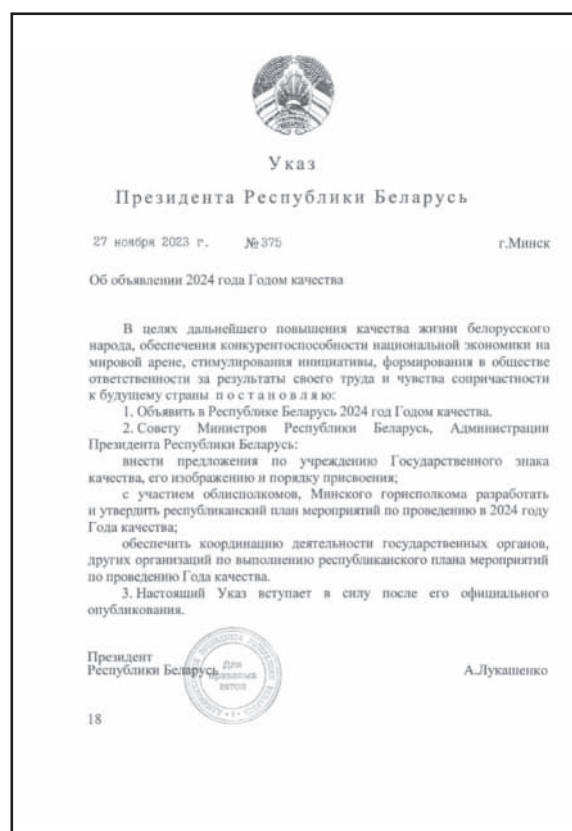 Указ
Президента Республики Беларусь
27 ноября 2023 г. № 375 г.Минск
Об объявлении 2024 года Годом качества
В целях дальнейшего повышения качества жизни белорусского
народа, обеспечения конкурентоспособности национальной экономики на
мировой арене, стимулирования инициативы, формирования в обществе
ответственности за результаты своего труда и чувства сопричастности
к будущему страны п о с т а н о в л я ю:
1. Объявить в Республике Беларусь 2024 год Годом качества.
2. Совету Министров Республики Беларусь, Администрации
Президента Республики Беларусь:
внести предложения по учреждению Государственного знака
качества, его изображению и порядку присвоения;
с участием облисполкомов, Минского горисполкома разработать
и утвердить республиканский план мероприятий по проведению в 2024 году
Года качества;
обеспечить координацию деятельности государственных органов,
других организаций по выполнению республиканского плана мероприятий
по проведению Года качества.
3. Настоящий Указ вступает в силу после его официального
опубликования.
Президент
Республики Беларусь А.Лукашенко
Для
правовых
актов
18